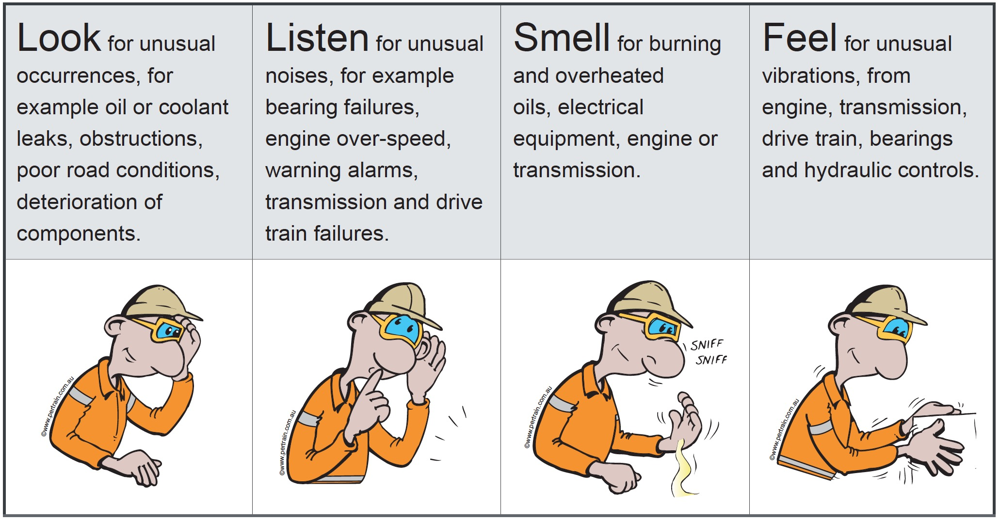 Look for unusual
occurrences, for
example oil or coolant
leaks, obstructions,
poor road conditions,
deterioration of
components.
Listen for unusual
noises, for example
bearing failures,
engine over-speed,
warning alarms,
transmission and drive
train failures.
Smell for burning
and overheated
oils, electrical
equipment, engine or
transmission.
Feel for unusual
vibrations, from
engine, transmission,
drive train, bearings
and hydraulic controls.
©www.pertrain.com.au
©www.pertrain.com.au
SNIFF
SNIFF
©www.pertrain.com.au
©www.pertrain.com.au